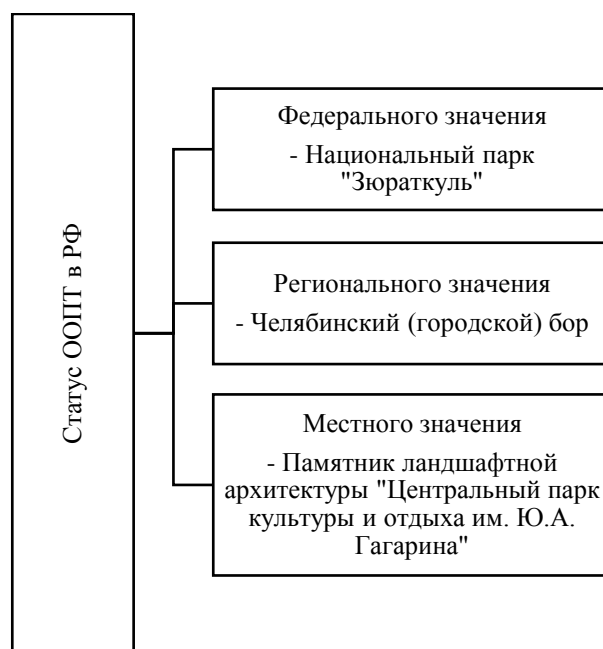 Статус ООПТ в РФ
Федерального значения
- Национальный парк
"Зюраткуль"
Регионального значения
- Челябинский (городской) бор
Местного значения
- Памятник ландшафтной
архитектуры "Центральный парк
культуры и отдыха им. Ю.А.
Гагарина"